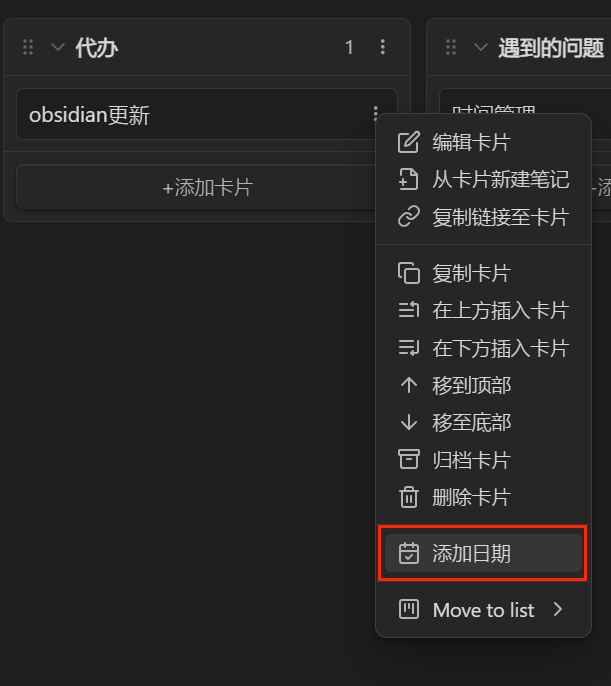 代办
1
遇到的问题
obsidian更新
时间管理
+添加卡片
编辑卡片
从卡片新建笔记
复制链接至卡片
复制卡片
在上方插入卡片
在下方插入卡片
移到顶部
移至底部
归档卡片
删除卡片
添加日期
Move to list